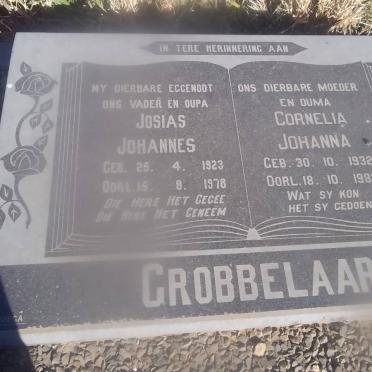 IN TERE HERINNERING AAN
MY DIERBARE EGGENOOT
ONS VADER EN OUPA
JOSIAS
JOHANNES
GEB. 25. 4. 1923
OORL. 15. 8. 1978
DIE HERE HET GEGEE
DIE HERE HET GENEEM
ONS DIERBARE MOEDER
EN OUMA
CORNELIA
JOHANNA
GEB. 30. 10. 1932
OORL. 18. 10.
WAT SY KON
HET SY GEDOEN
GROBBELAAR